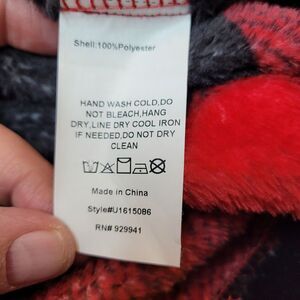 Shell:100%Polyester
HAND WASH COLD,DO
NOT BLEACH,HANG
DRY,LINE DRY COOL IRON
IF NEEDED,DO NOT DRY
CLEAN
Made in China
Style#U1615086
RN# 929941